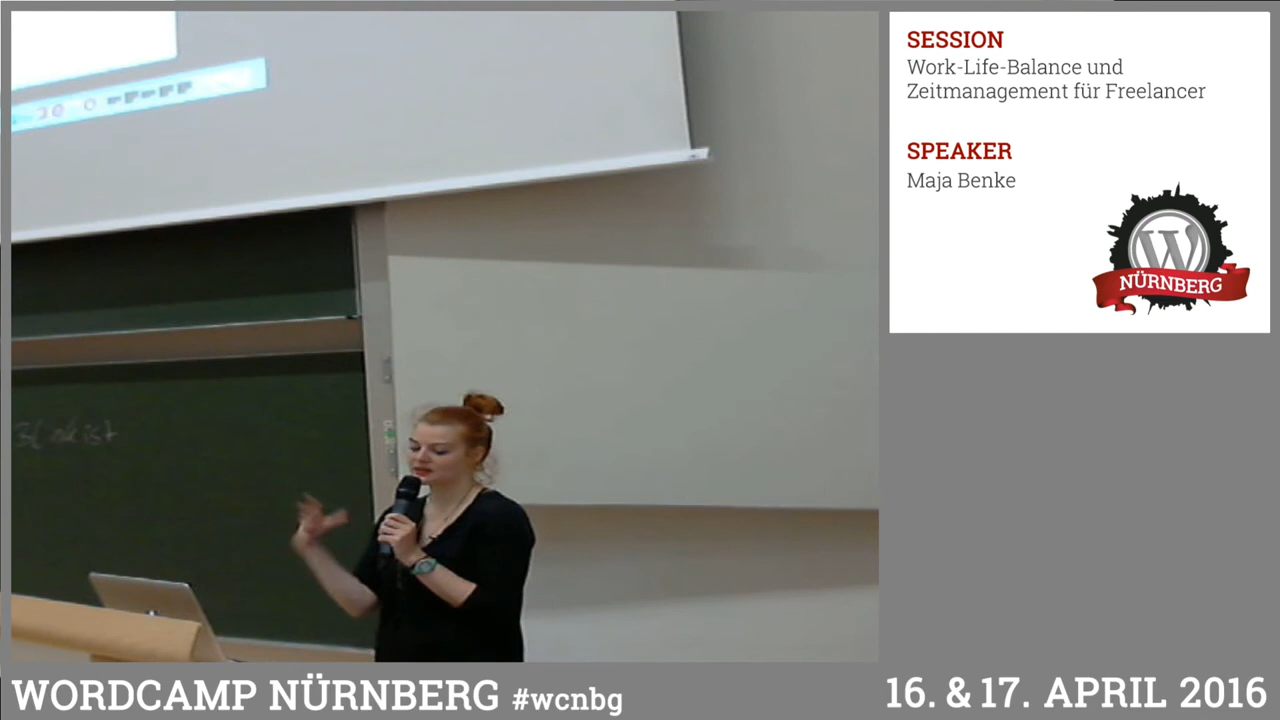 SESSION
Work-Life-Balance und
Zeitmanagement für Freelancer
SPEAKER
Maja Benke
W
NÜRNBERG
WORDCAMP NÜRNBERG #wcnbg
16. & 17. APRIL 2016